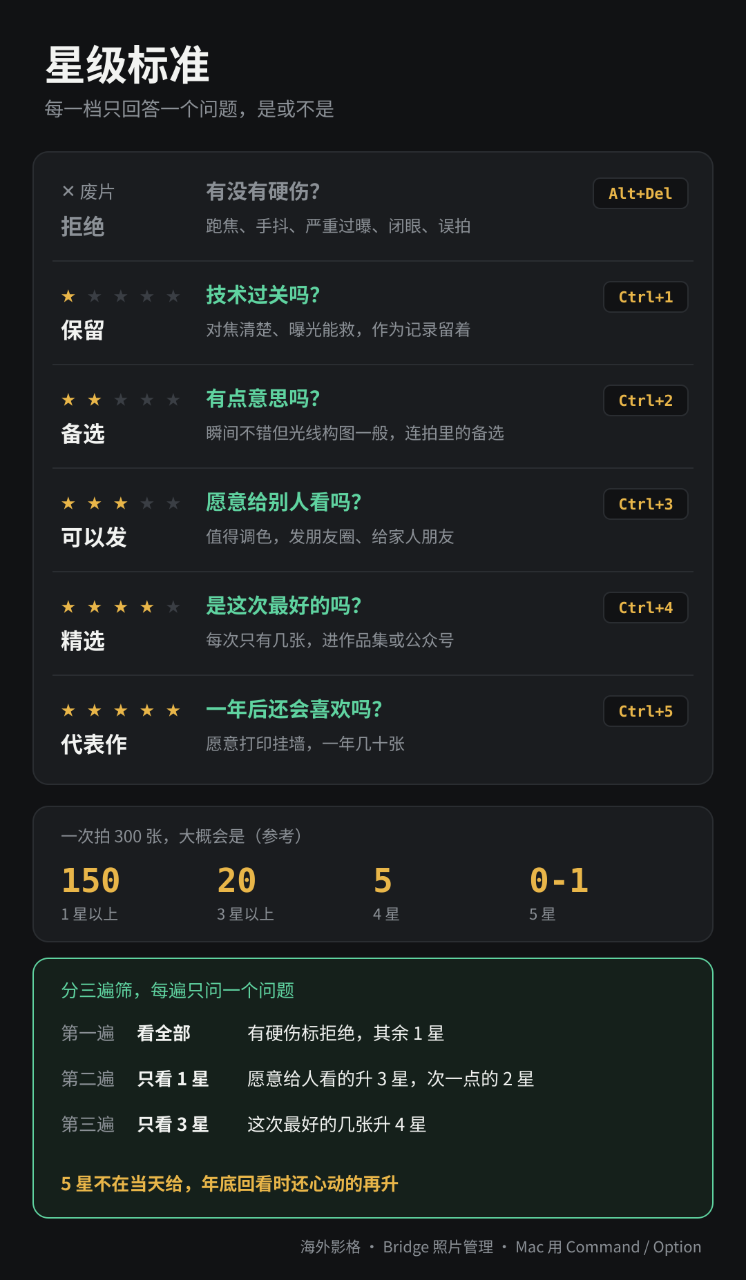 星级标准
每一档只回答一个问题，是或不是
✕ 废片
拒绝
有没有硬伤？
跑焦、手抖、严重过曝、闭眼、误拍
Alt+Del
★ ★ ★ ★ ★
保留
技术过关吗？
对焦清楚、曝光能救，作为记录留着
Ctrl+1
★ ★ ★ ★ ★
备选
有点意思吗？
瞬间不错但光线构图一般，连拍里的备选
Ctrl+2
★ ★ ★ ★ ★
可以发
愿意给别人看吗？
值得调色，发朋友圈、给家人朋友
Ctrl+3
★ ★ ★ ★ ★
精选
是这次最好的吗？
每次只有几张，进作品集或公众号
Ctrl+4
★ ★ ★ ★ ★
代表作
一年后还会喜欢吗？
愿意打印挂墙，一年几十张
Ctrl+5
一次拍 300 张，大概会是（参考）
150
1 星以上
20
3 星以上
5
4 星
0-1
5 星
分三遍筛，每遍只问一个问题
第一遍 看全部 有硬伤标拒绝，其余 1 星
第二遍 只看 1 星 愿意给人看的升 3 星，次一点的 2 星
第三遍 只看 3 星 这次最好的几张升 4 星
5 星不在当天给，年底回看时还心动的再升
海外影格 · Bridge 照片管理 · Mac 用 Command / Option